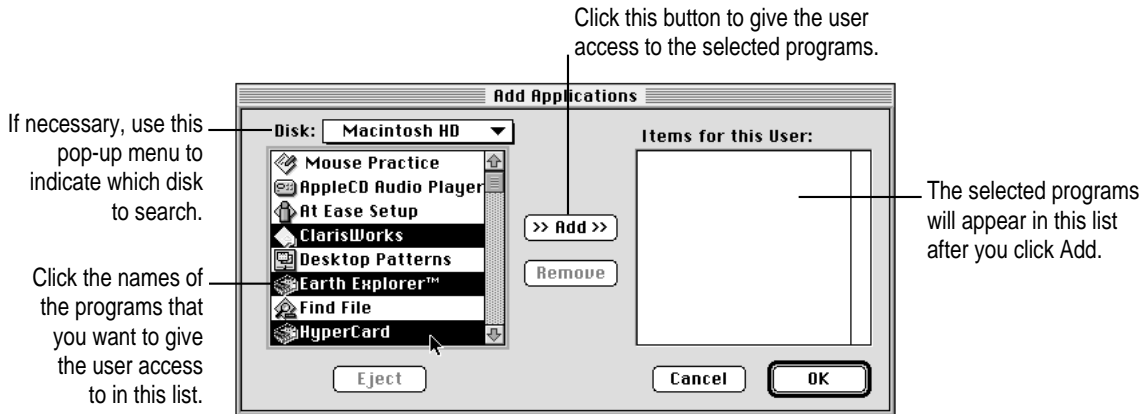 Click this button to give the user
access to the selected programs.
Add Applications
If necessary, use this
pop-up menu to
indicate which disk
to search.
Disk: Macintosh HD
Mouse Practice
AppleCD Audio Player
At Ease Setup
ClarisWorks
Desktop Patterns
Earth Explorer™
Find File
HyperCard
Click the names of
the programs that
you want to give
the user access
to in this list.
>> Add >>
Remove
Items for this User:
The selected programs
will appear in this list
after you click Add.
Eject
Cancel
OK